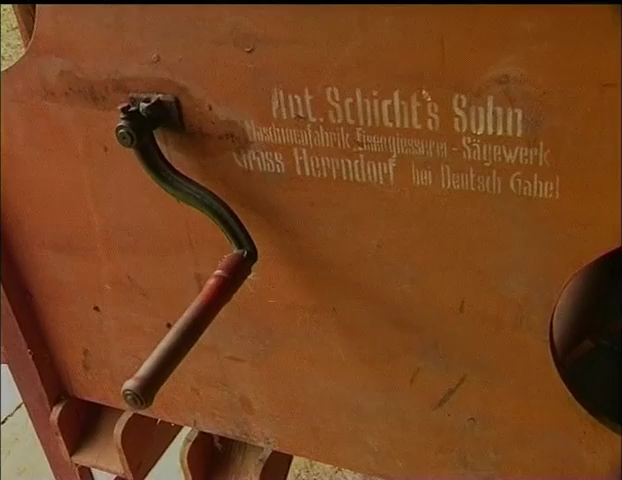 Ant. Schicht's Sohn
Maschinenfabrik Eisengiesserei - Sägewerk
Gross Herrndorf bei Deutsch Gabel